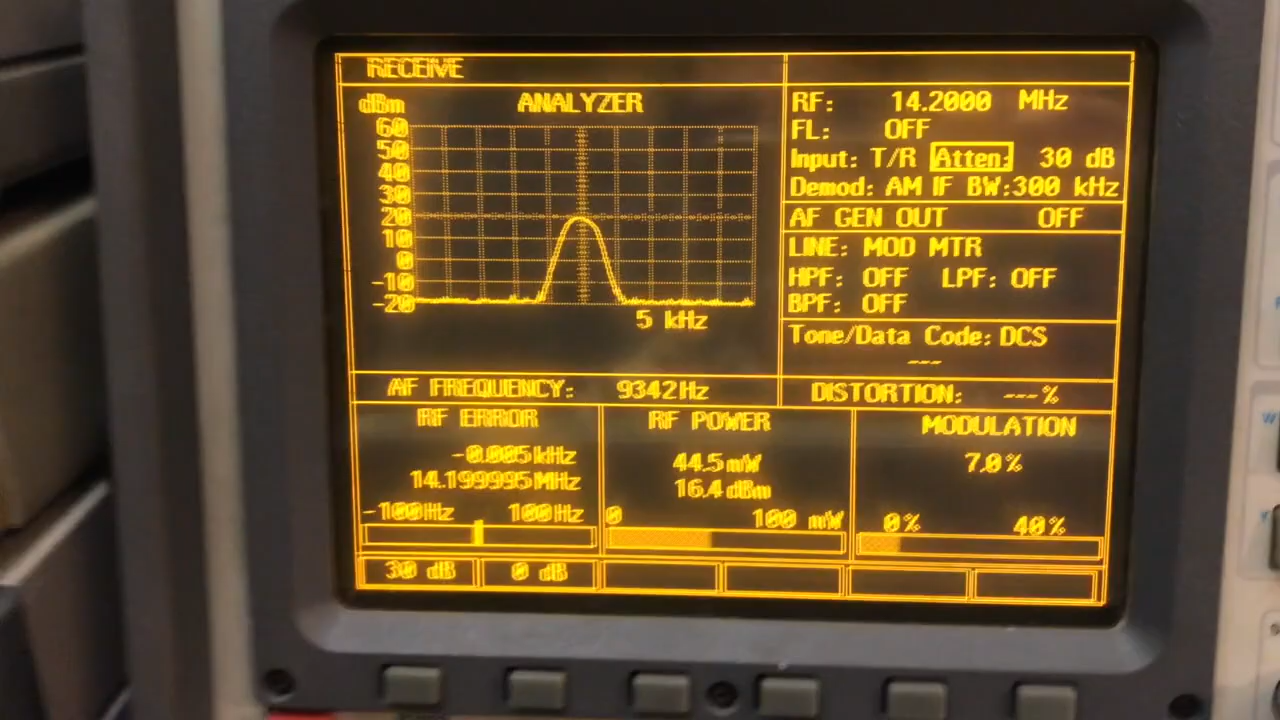 RECEIVE
dBm ANALYZER
60
50
40
30
20
10
0
-10
-20
5 kHz
RF: 14.2000 MHz
FL: OFF
Input: T/R Atten: 30 dB
Demod: AM IF BW:300 kHz
AF GEN OUT OFF
LINE: MOD MTR
HPF: OFF LPF: OFF
BPF: OFF
Tone/Data Code: DCS
---
AF FREQUENCY: 9342Hz
DISTORTION: ---%
RF ERROR
-0.005kHz
14.199995MHz
-100Hz 100Hz
RF POWER
44.5mW
16.4dBm
0 100 mW
MODULATION
7.0%
0% 40%
30 dB 0 dB